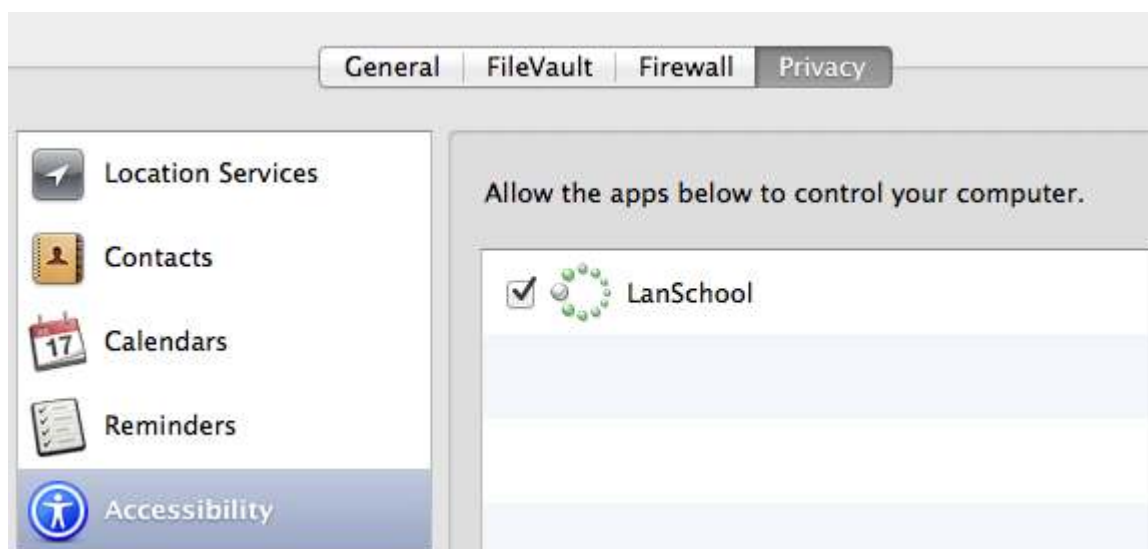 General FileVault Firewall Privacy
Location Services
Contacts
17
Calendars
Reminders
Accessibility
Allow the apps below to control your computer.
LanSchool